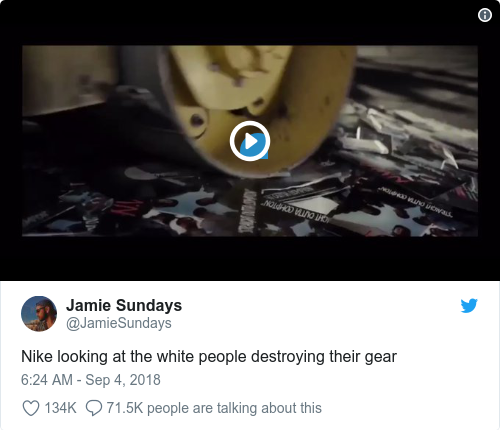 Jamie Sundays
@JamieSundays
Nike looking at the white people destroying their gear
6:24 AM - Sep 4, 2018
134K 71.5K people are talking about this